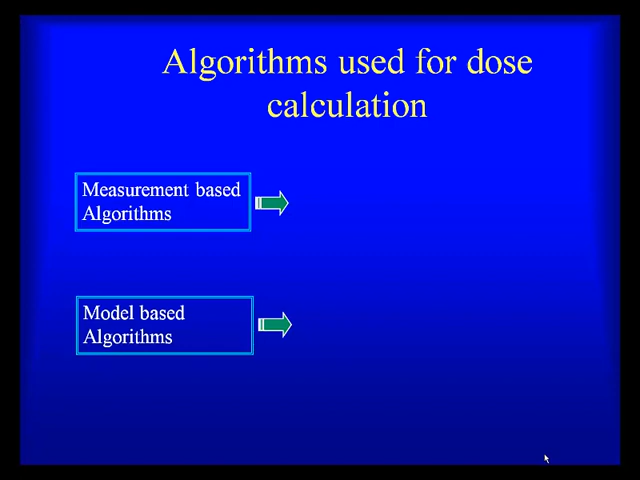 Algorithms used for dose
calculation
Measurement based
Algorithms
Model based
Algorithms